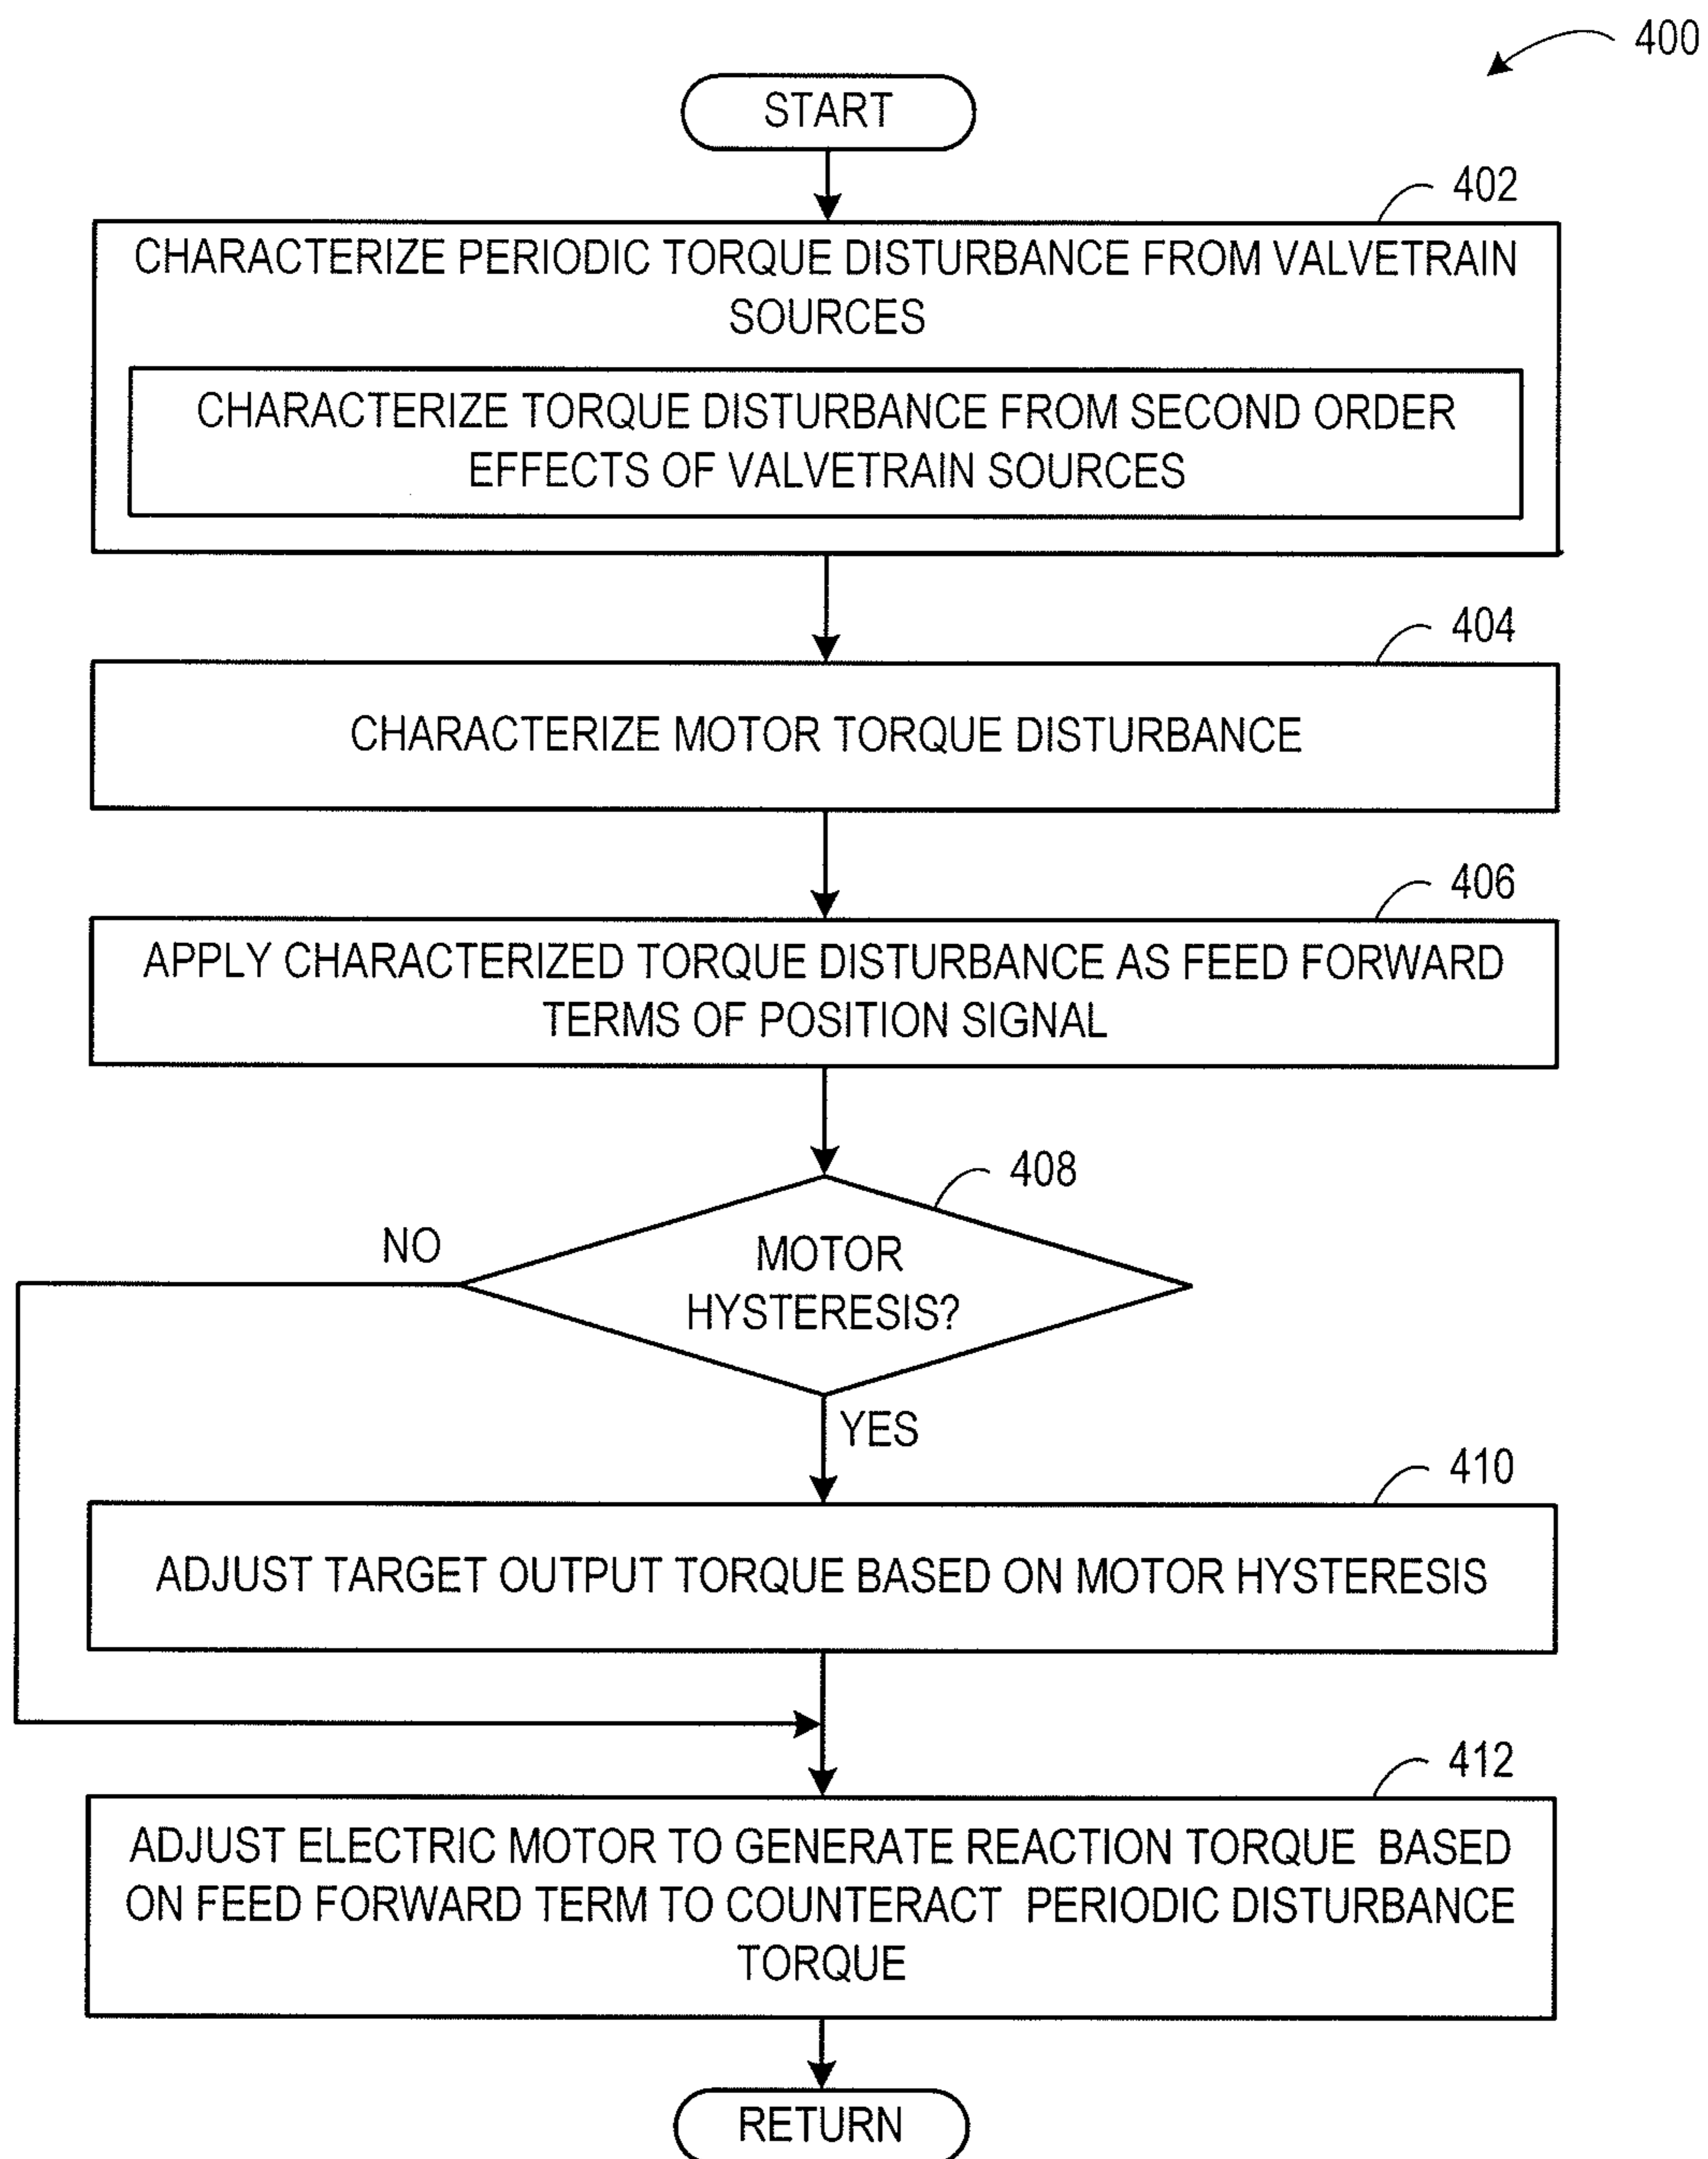 400
START
402
CHARACTERIZE PERIODIC TORQUE DISTURBANCE FROM VALVETRAIN
SOURCES
CHARACTERIZE TORQUE DISTURBANCE FROM SECOND ORDER
EFFECTS OF VALVETRAIN SOURCES
404
CHARACTERIZE MOTOR TORQUE DISTURBANCE
406
APPLY CHARACTERIZED TORQUE DISTURBANCE AS FEED FORWARD
TERMS OF POSITION SIGNAL
408
NO
MOTOR
HYSTERESIS?
YES
410
ADJUST TARGET OUTPUT TORQUE BASED ON MOTOR HYSTERESIS
412
ADJUST ELECTRIC MOTOR TO GENERATE REACTION TORQUE BASED
ON FEED FORWARD TERM TO COUNTERACT PERIODIC DISTURBANCE
TORQUE
RETURN